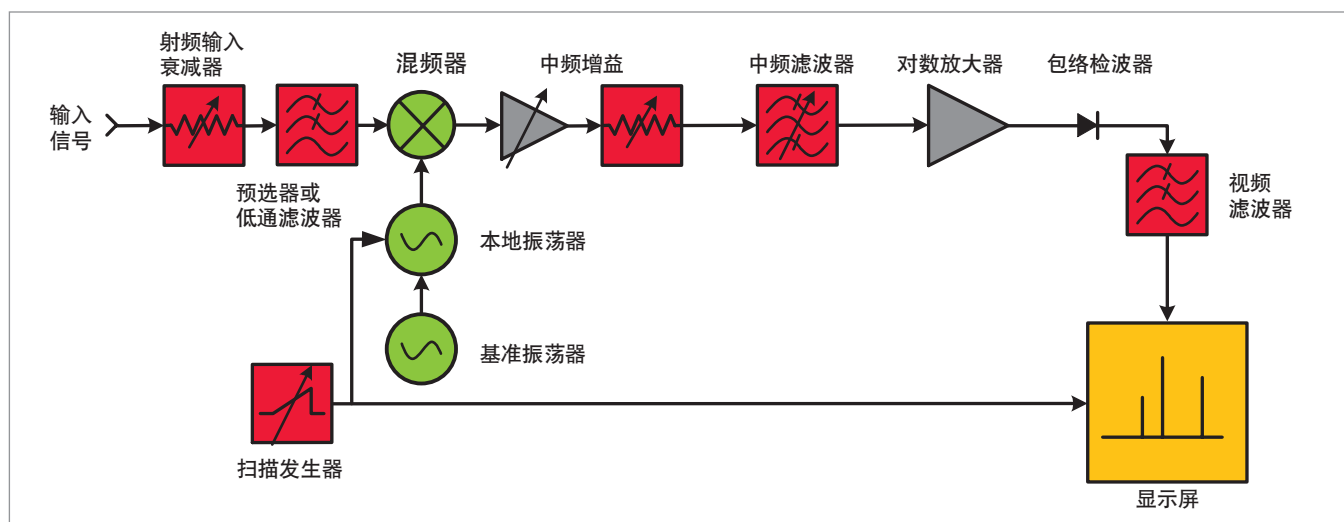 射频输入
衰减器
混频器
中频增益
中频滤波器
对数放大器
包络检波器
输入
信号
预选器或
低通滤波器
视频
滤波器
本地振荡器
基准振荡器
扫描发生器
显示屏